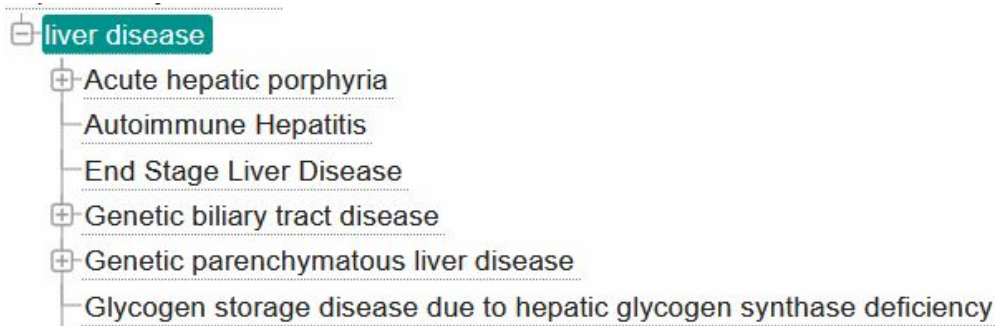 liver disease
Acute hepatic porphyria
Autoimmune Hepatitis
End Stage Liver Disease
Genetic biliary tract disease
Genetic parenchymatous liver disease
Glycogen storage disease due to hepatic glycogen synthase deficiency